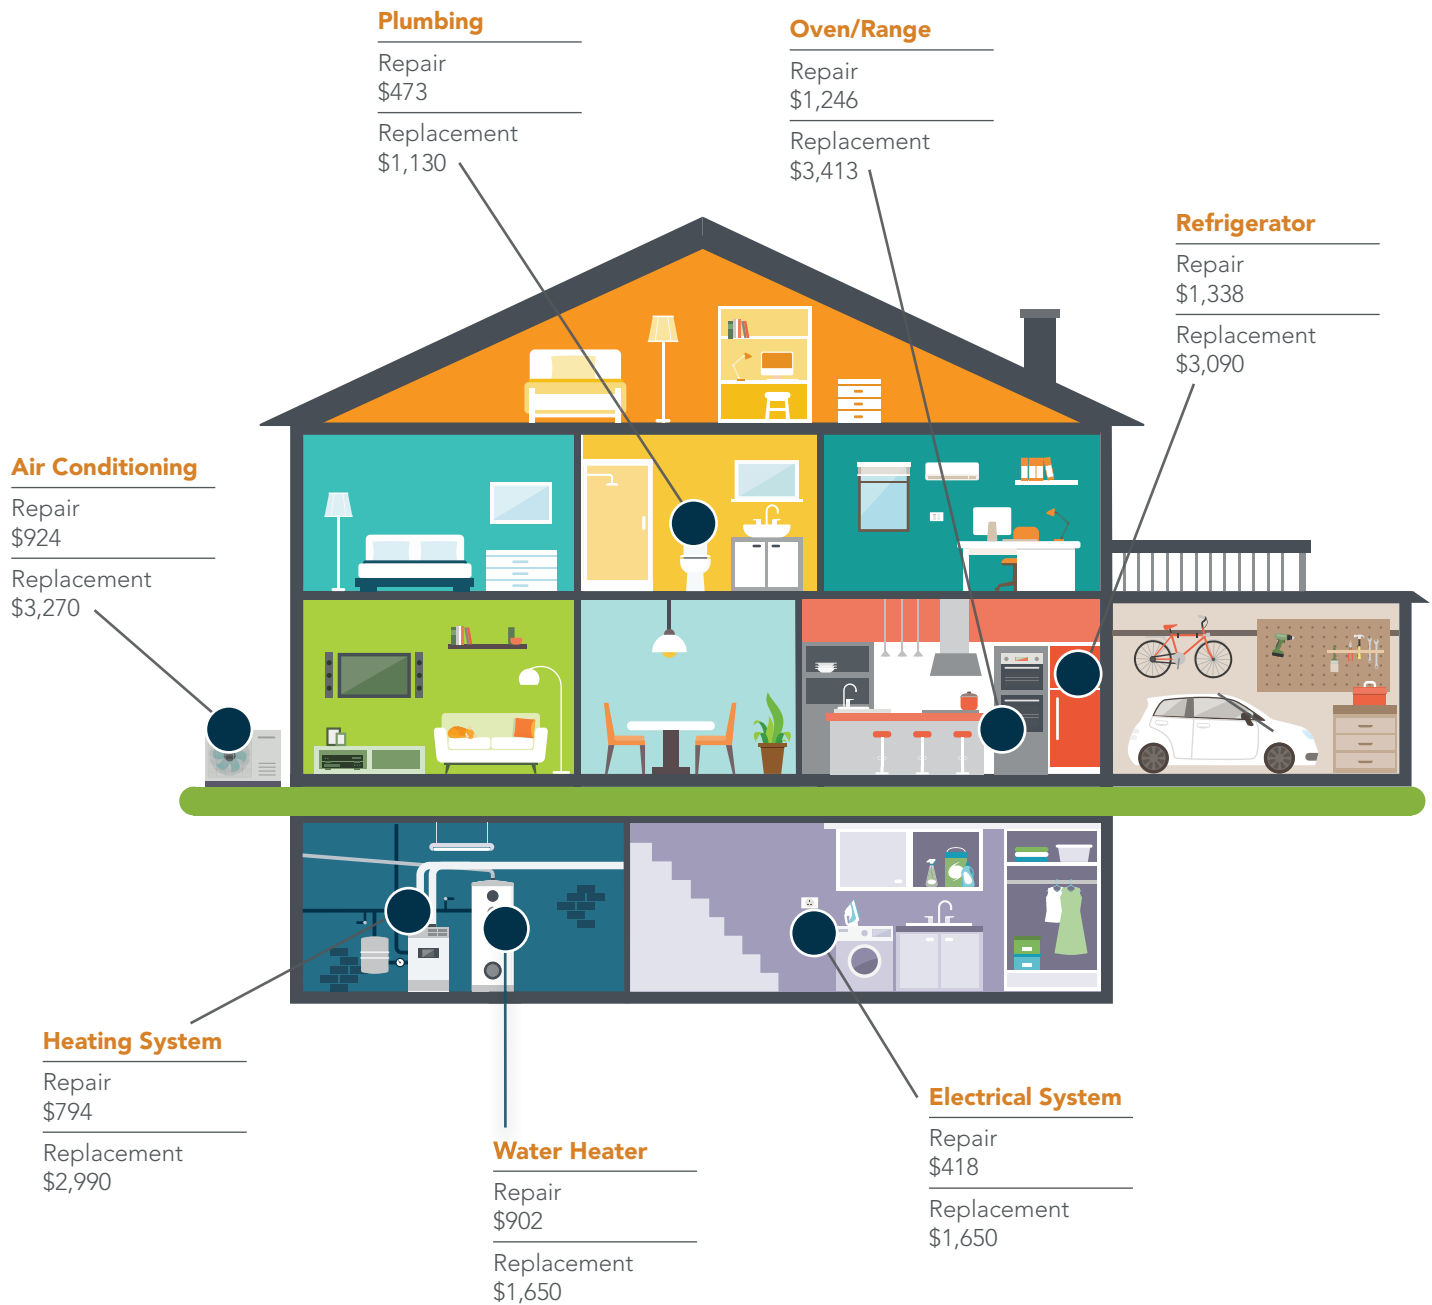 Plumbing
Repair
$473
Replacement
$1,130
Oven/Range
Repair
$1,246
Replacement
$3,413
Refrigerator
Repair
$1,338
Replacement
$3,090
Air Conditioning
Repair
$924
Replacement
$3,270
Heating System
Repair
$794
Replacement
$2,990
Water Heater
Repair
$902
Replacement
$1,650
Electrical System
Repair
$418
Replacement
$1,650